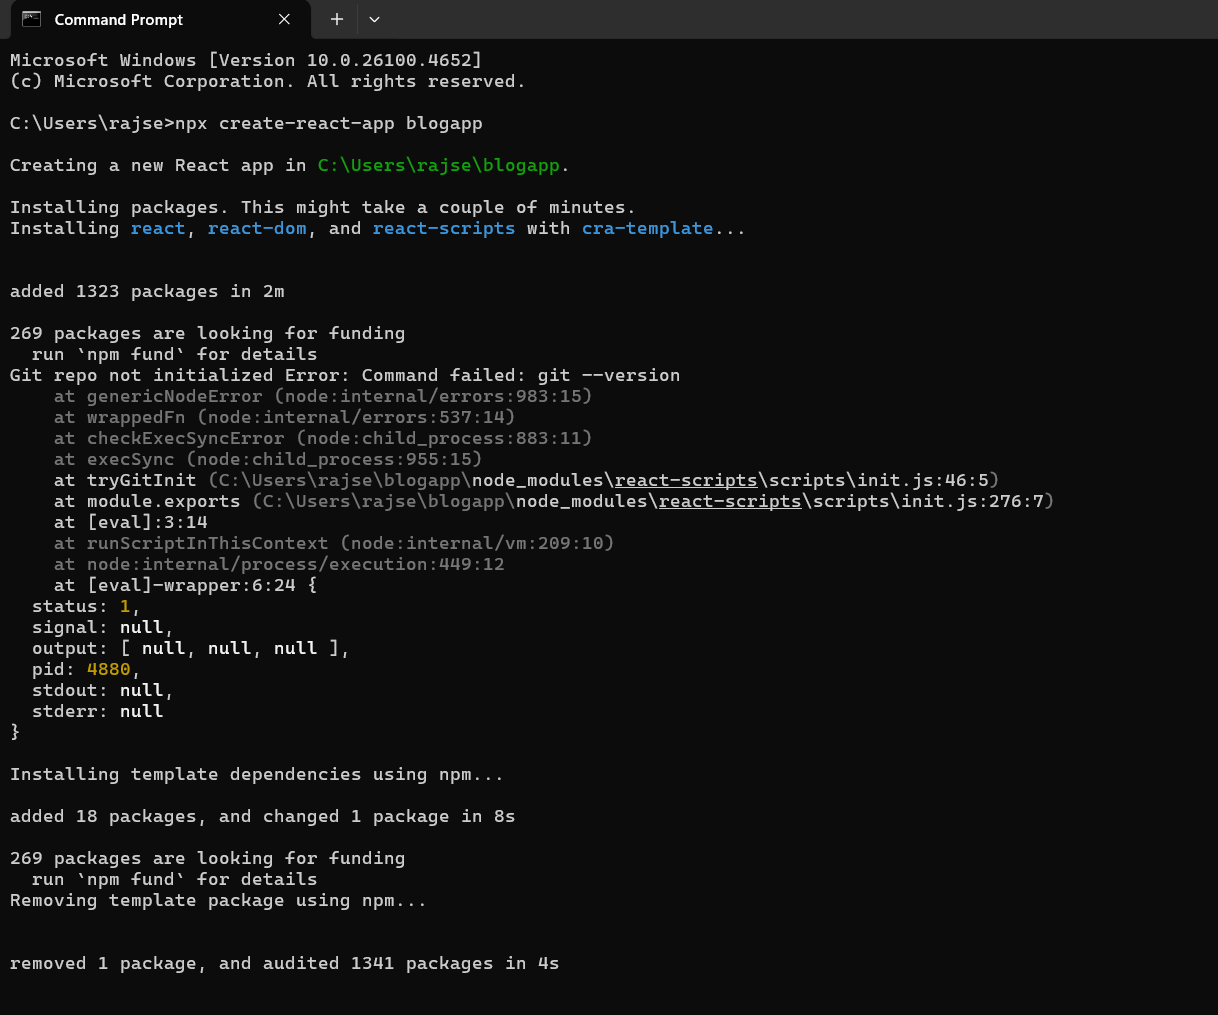 Command Prompt
Microsoft Windows [Version 10.0.26100.4652]
(c) Microsoft Corporation. All rights reserved.
C:\Users\rajse>npx create-react-app blogapp
Creating a new React app in C:\Users\rajse\blogapp.
Installing packages. This might take a couple of minutes.
Installing react, react-dom, and react-scripts with cra-template...
added 1323 packages in 2m
269 packages are looking for funding
  run `npm fund` for details
Git repo not initialized Error: Command failed: git --version
    at genericNodeError (node:internal/errors:983:15)
    at wrappedFn (node:internal/errors:537:14)
    at checkExecSyncError (node:child_process:883:11)
    at execSync (node:child_process:955:15)
    at tryGitInit (C:\Users\rajse\blogapp\node_modules\react-scripts\scripts\init.js:46:5)
    at module.exports (C:\Users\rajse\blogapp\node_modules\react-scripts\scripts\init.js:276:7)
    at [eval]:3:14
    at runScriptInThisContext (node:internal/vm:209:10)
    at node:internal/process/execution:449:12
    at [eval]-wrapper:6:24 {
  status: 1,
  signal: null,
  output: [ null, null, null ],
  pid: 4880,
  stdout: null,
  stderr: null
}
Installing template dependencies using npm...
added 18 packages, and changed 1 package in 8s
269 packages are looking for funding
  run `npm fund` for details
Removing template package using npm...
removed 1 package, and audited 1341 packages in 4s